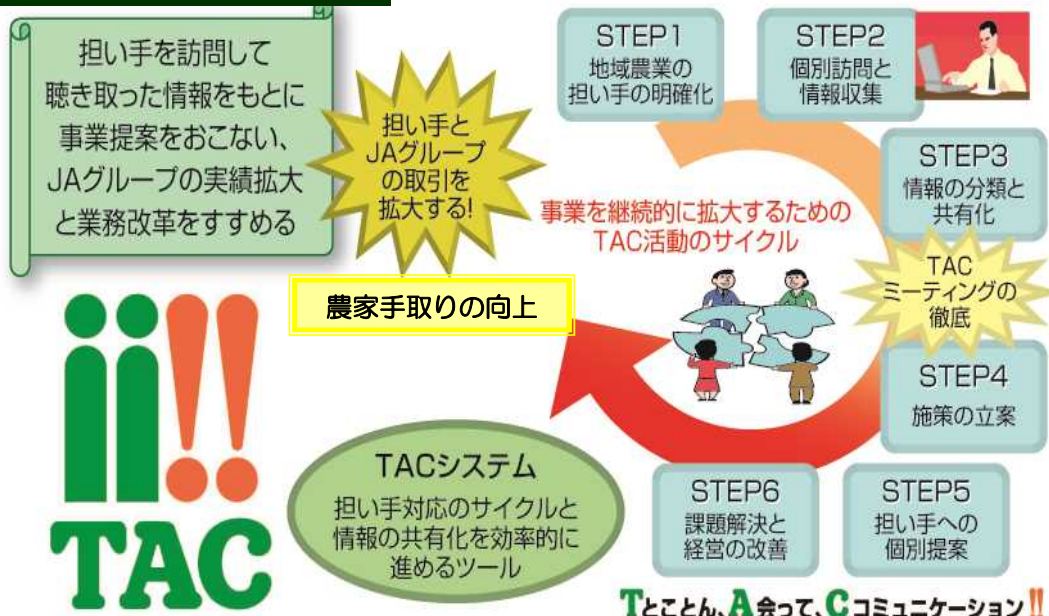 担い手を訪問して
聴き取った情報をもとに
事業提案をおこない、
JAグループの実績拡大
と業務改革をすすめる
担い手と
JAグループ
の取引を
拡大する!
STEP1
地域農業の
担い手の明確化
STEP2
個別訪問と
情報収集
STEP3
情報の分類と
共有化
事業を継続的に拡大するための
TAC活動のサイクル
TAC
ミーティングの
徹底
農家手取りの向上
STEP4
施策の立案
TACシステム
担い手対応のサイクルと
情報の共有化を効率的に
進めるツール
STEP6
課題解決と
経営の改善
STEP5
担い手への
個別提案
ii!!
TAC
Tとことん、A会って、Cコミュニケーション!!